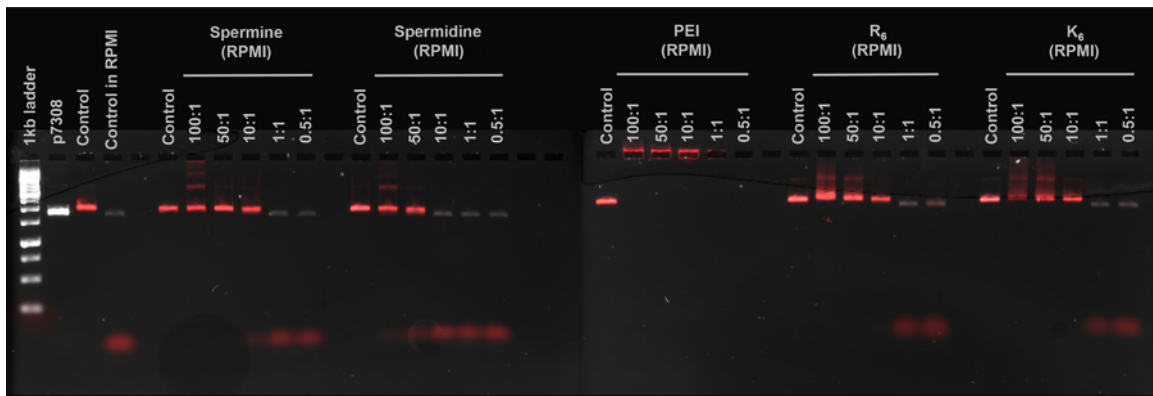 1kb ladder
p7308
Control
Control in RPMI
Spermine
(RPMI)
Control
100:1
50:1
10:1
1:1
0.5:1
Spermidine
(RPMI)
Control
100:1
50:1
10:1
1:1
0.5:1
PEI
(RPMI)
Control
100:1
50:1
10:1
1:1
0.5:1
R₆
(RPMI)
Control
100:1
50:1
10:1
1:1
0.5:1
K₆
(RPMI)
Control
100:1
50:1
10:1
1:1
0.5:1